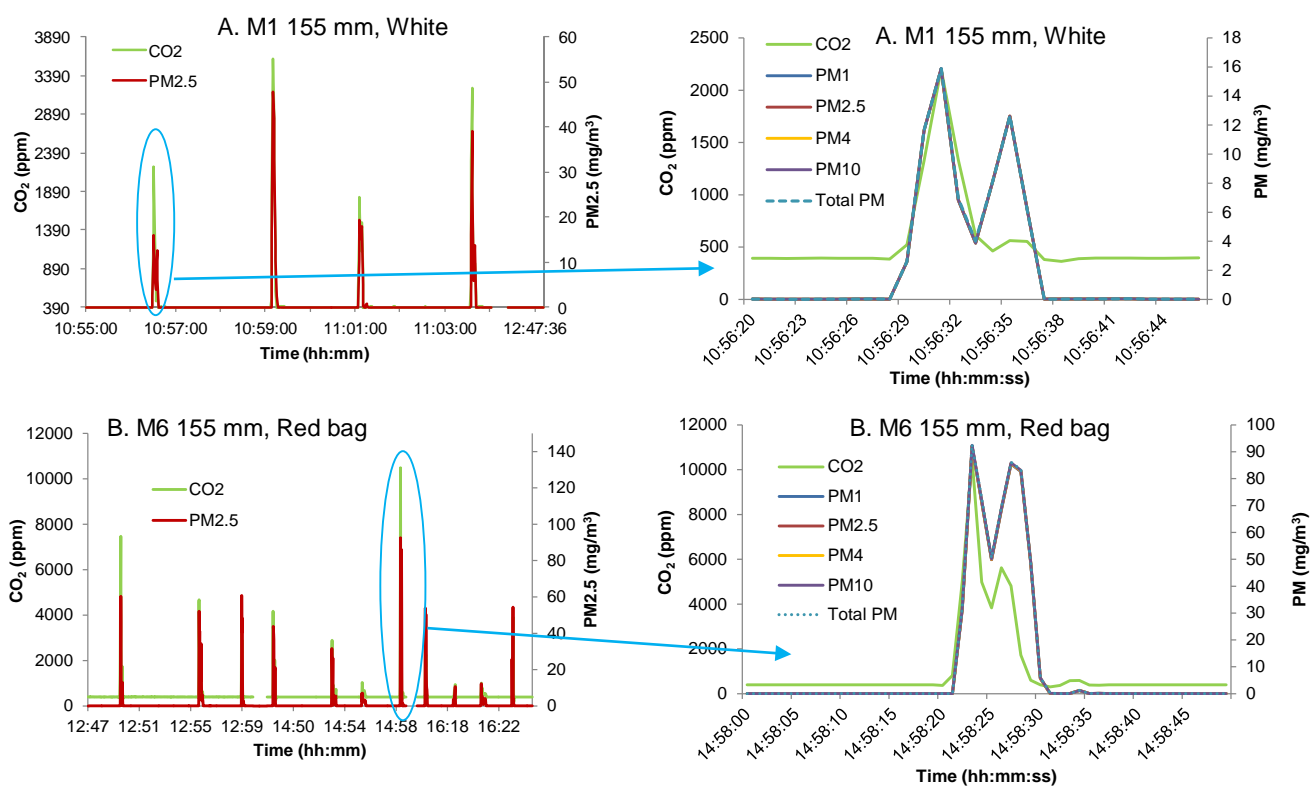 A. M1 155 mm, White
CO2
PM2.5
3890
3390
2890
2390
1890
1390
890
390
CO2 (ppm)
60
50
40
30
20
10
0
PM2.5 (mg/m3)
10:55:00 10:57:00 10:59:00 11:01:00 11:03:00 12:47:36
Time (hh:mm)
A. M1 155 mm, White
CO2
PM1
PM2.5
PM4
PM10
Total PM
2500
2000
1500
1000
500
0
CO2 (ppm)
18
16
14
12
10
8
6
4
2
0
PM (mg/m3)
10:56:20 10:56:23 10:56:26 10:56:29 10:56:32 10:56:35 10:56:38 10:56:41 10:56:44
Time (hh:mm:ss)
B. M6 155 mm, Red bag
CO2
PM2.5
12000
10000
8000
6000
4000
2000
0
CO2 (ppm)
140
120
100
80
60
40
20
0
PM2.5 (mg/m3)
12:47 12:51 12:55 12:59 14:50 14:54 14:58 16:18 16:22
Time (hh:mm)
B. M6 155 mm, Red bag
CO2
PM1
PM2.5
PM4
PM10
Total PM
12000
10000
8000
6000
4000
2000
0
CO2 (ppm)
100
90
80
70
60
50
40
30
20
10
0
PM (mg/m3)
14:58:00 14:58:05 14:58:10 14:58:15 14:58:20 14:58:25 14:58:30 14:58:35 14:58:40 14:58:45
Time (hh:mm:ss)